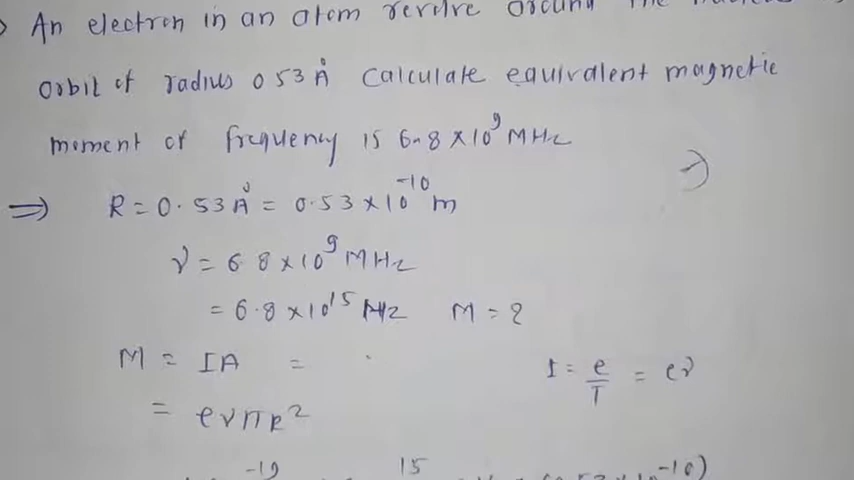 An electron in an atom revolve around the nucleus
orbit of radius 0.53 Å calculate equivalent magnetic
moment of frequency is 6.8 × 10⁹ MHz
⇒ R = 0.53 Å = 0.53 × 10⁻¹⁰ m
ν = 6.8 × 10⁹ MHz
= 6.8 × 10¹⁵ Hz M = ?
M = IA = I = e/T = eν
= eνπR²